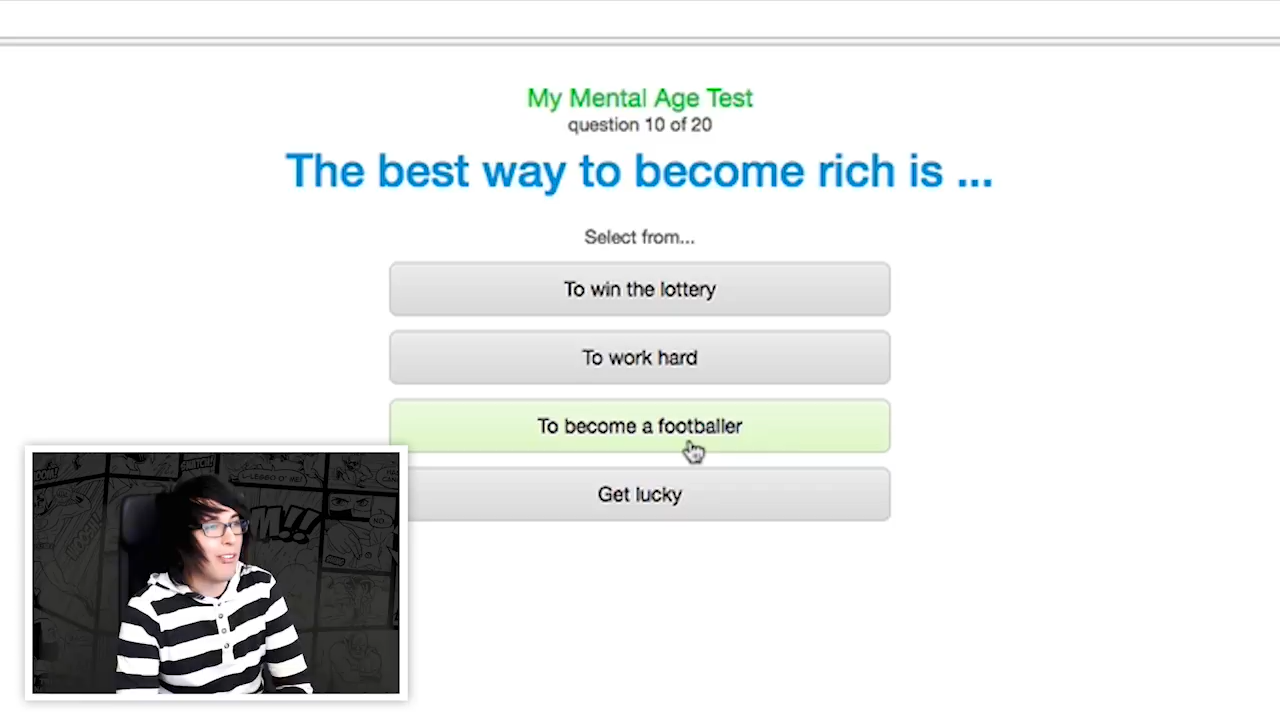 My Mental Age Test
question 10 of 20
The best way to become rich is ...
Select from...
To win the lottery
To work hard
To become a footballer
Get lucky
M!!
NO.